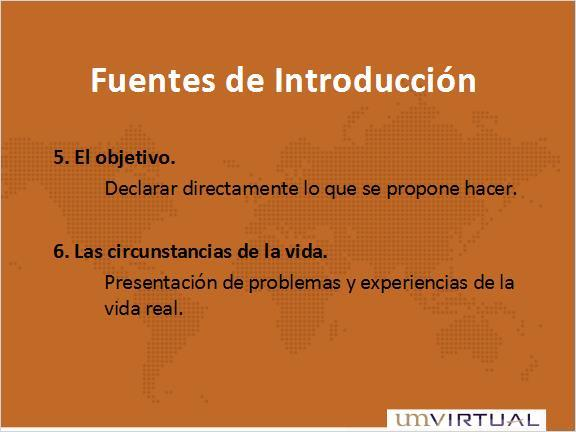 Fuentes de Introducción
5. El objetivo.
Declarar directamente lo que se propone hacer.
6. Las circunstancias de la vida.
Presentación de problemas y experiencias de la
vida real.
umVIRTUAL